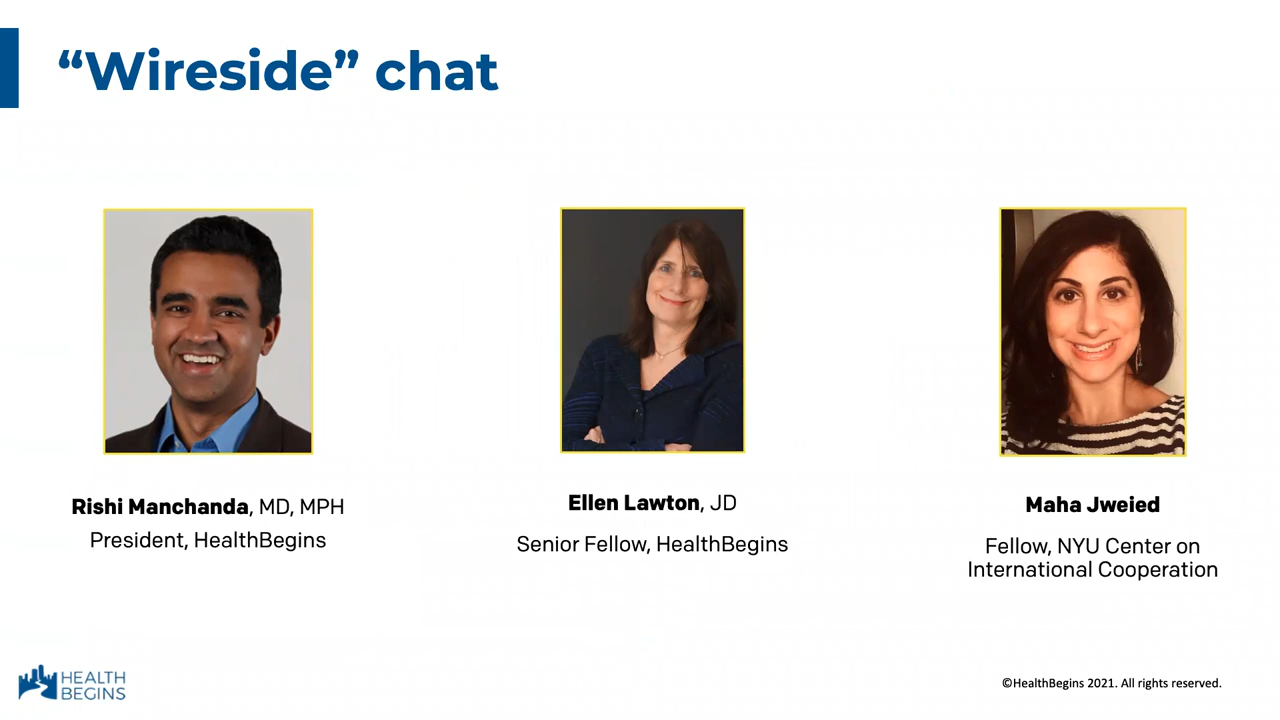 “Wireside” chat
Rishi Manchanda, MD, MPH
President, HealthBegins
Ellen Lawton, JD
Senior Fellow, HealthBegins
Maha Jweied
Fellow, NYU Center on
International Cooperation
HEALTH
BEGINS
©HealthBegins 2021. All rights reserved.